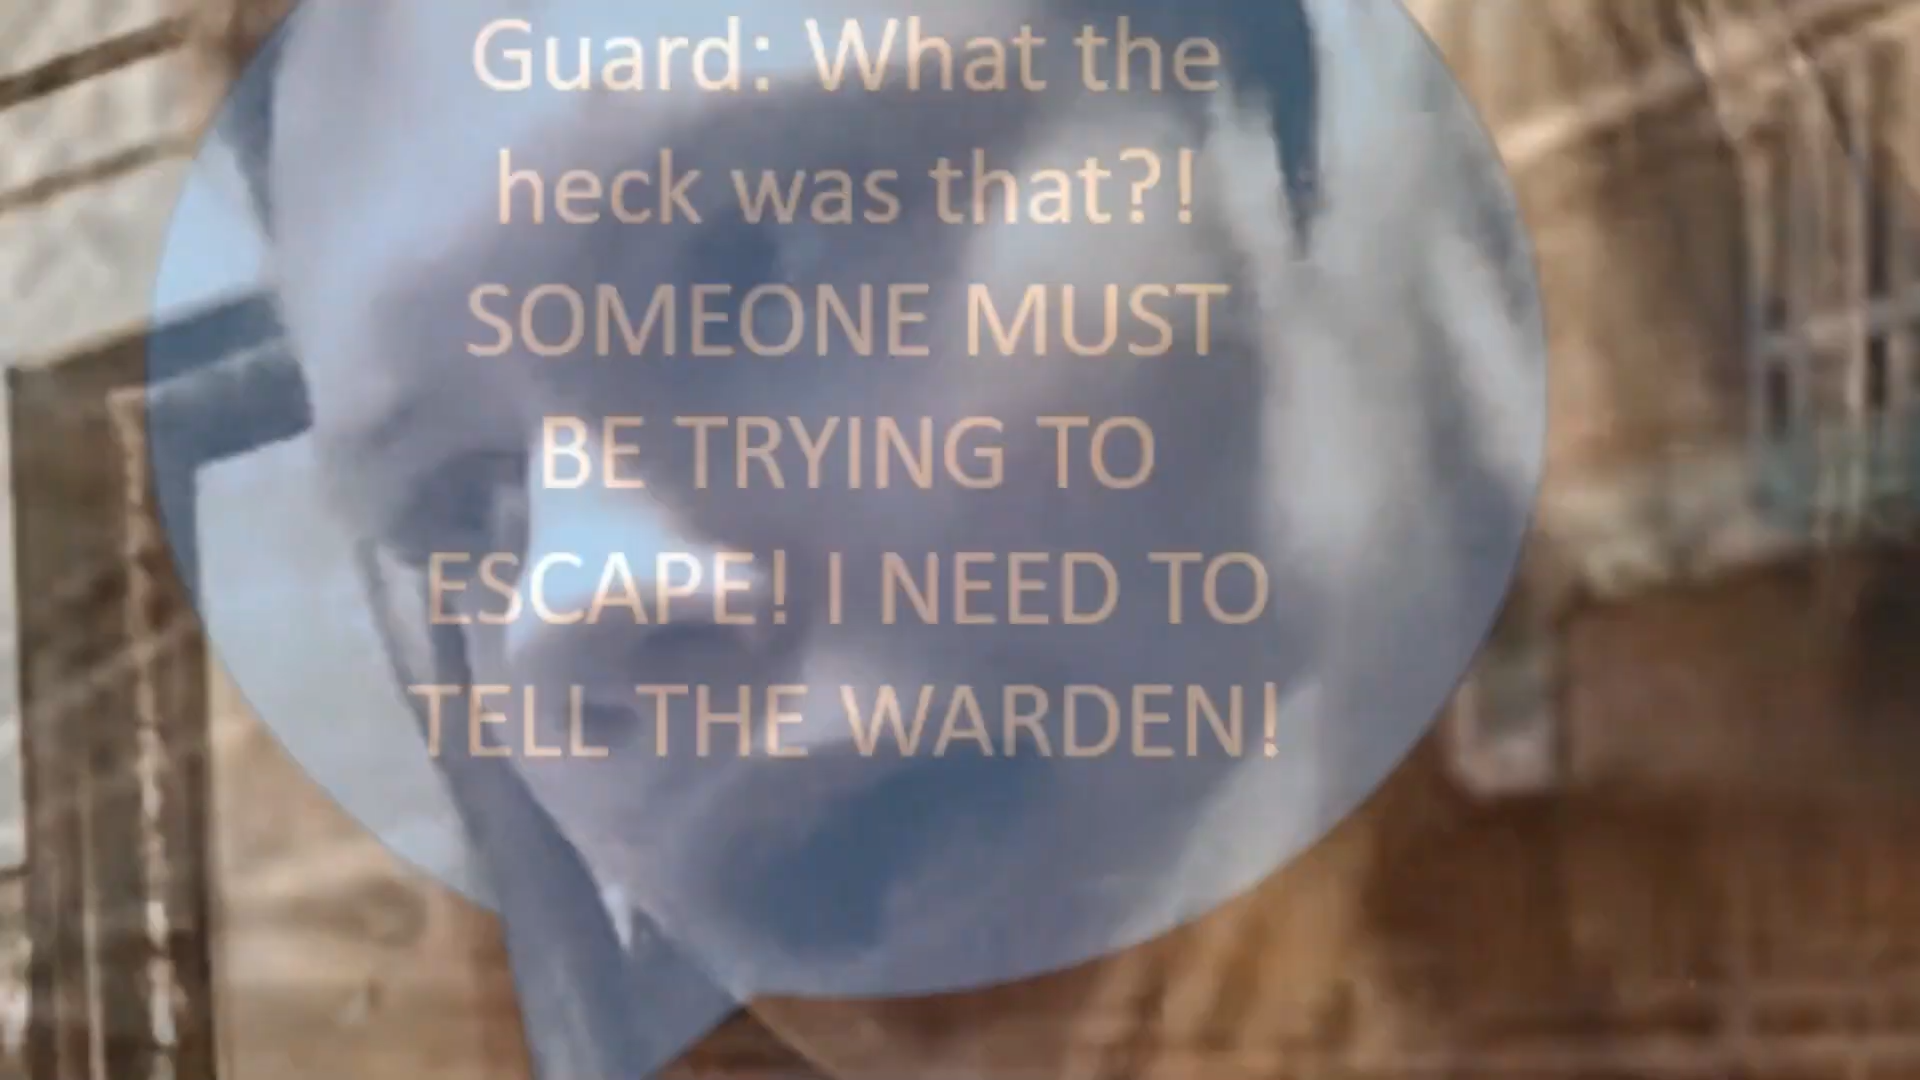 Guard: What the
heck was that?!
SOMEONE MUST
BE TRYING TO
ESCAPE! I NEED TO
TELL THE WARDEN!